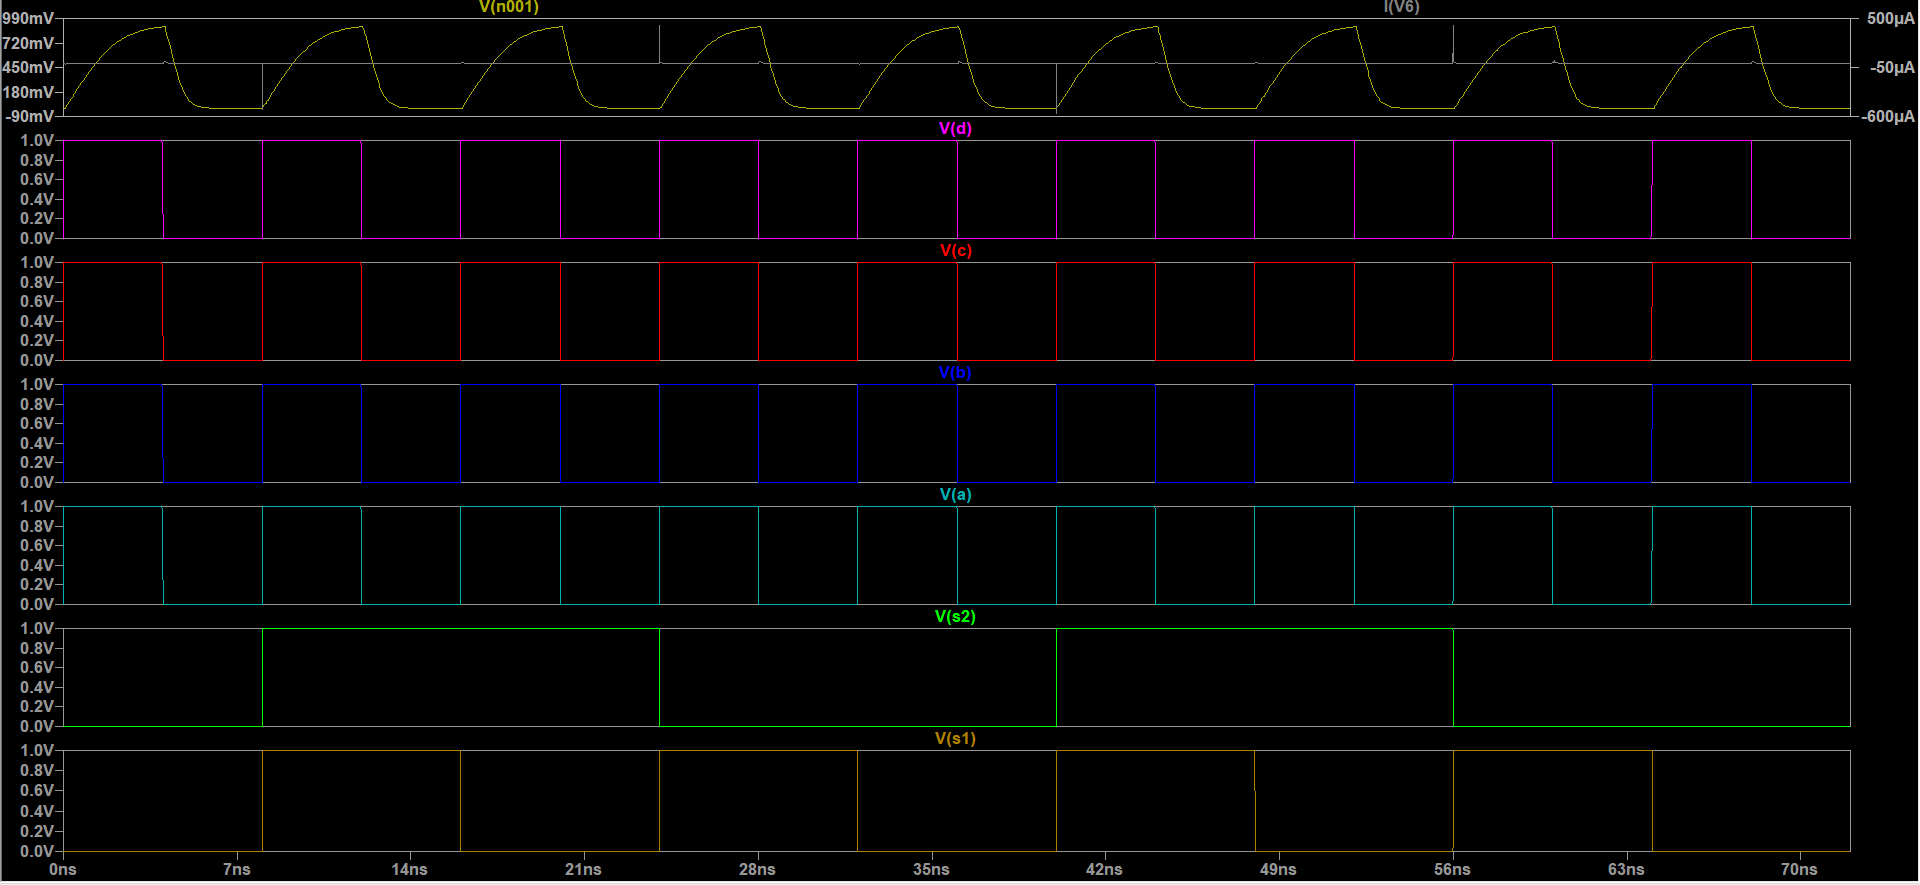 V(n001) I(V6)
990mV 500µA
720mV
450mV -50µA
180mV
-90mV -600µA
V(d)
1.0V
0.8V
0.6V
0.4V
0.2V
0.0V
V(c)
1.0V
0.8V
0.6V
0.4V
0.2V
0.0V
V(b)
1.0V
0.8V
0.6V
0.4V
0.2V
0.0V
V(a)
1.0V
0.8V
0.6V
0.4V
0.2V
0.0V
V(s2)
1.0V
0.8V
0.6V
0.4V
0.2V
0.0V
V(s1)
1.0V
0.8V
0.6V
0.4V
0.2V
0.0V
0ns 7ns 14ns 21ns 28ns 35ns 42ns 49ns 56ns 63ns 70ns